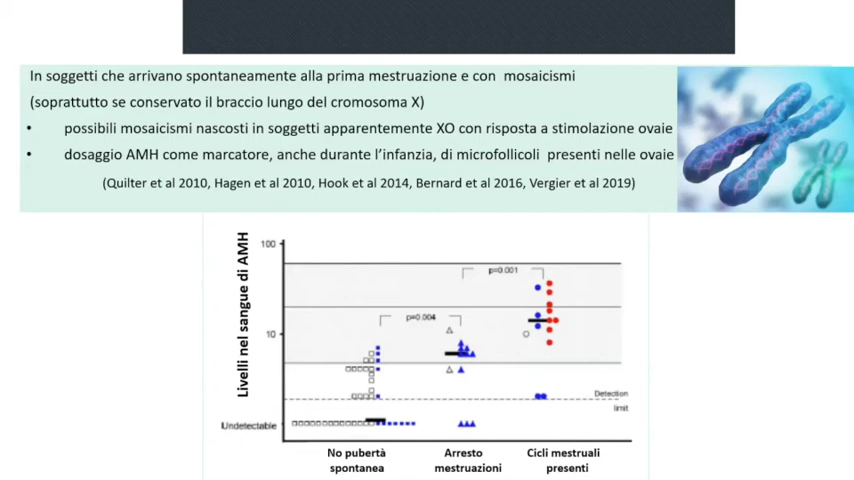 In soggetti che arrivano spontaneamente alla prima mestruazione e con mosaicismi
(soprattutto se conservato il braccio lungo del cromosoma X)
• possibili mosaicismi nascosti in soggetti apparentemente XO con risposta a stimolazione ovaie
• dosaggio AMH come marcatore, anche durante l'infanzia, di microfollicoli presenti nelle ovaie
(Quilter et al 2010, Hagen et al 2010, Hook et al 2014, Bernard et al 2016, Vergier et al 2019)
Livelli nel sangue di AMH
100
p=0.001
p=0.004
10
Detection
limit
Undetectable
No pubertà
spontanea
Arresto
mestruazioni
Cicli mestruali
presenti